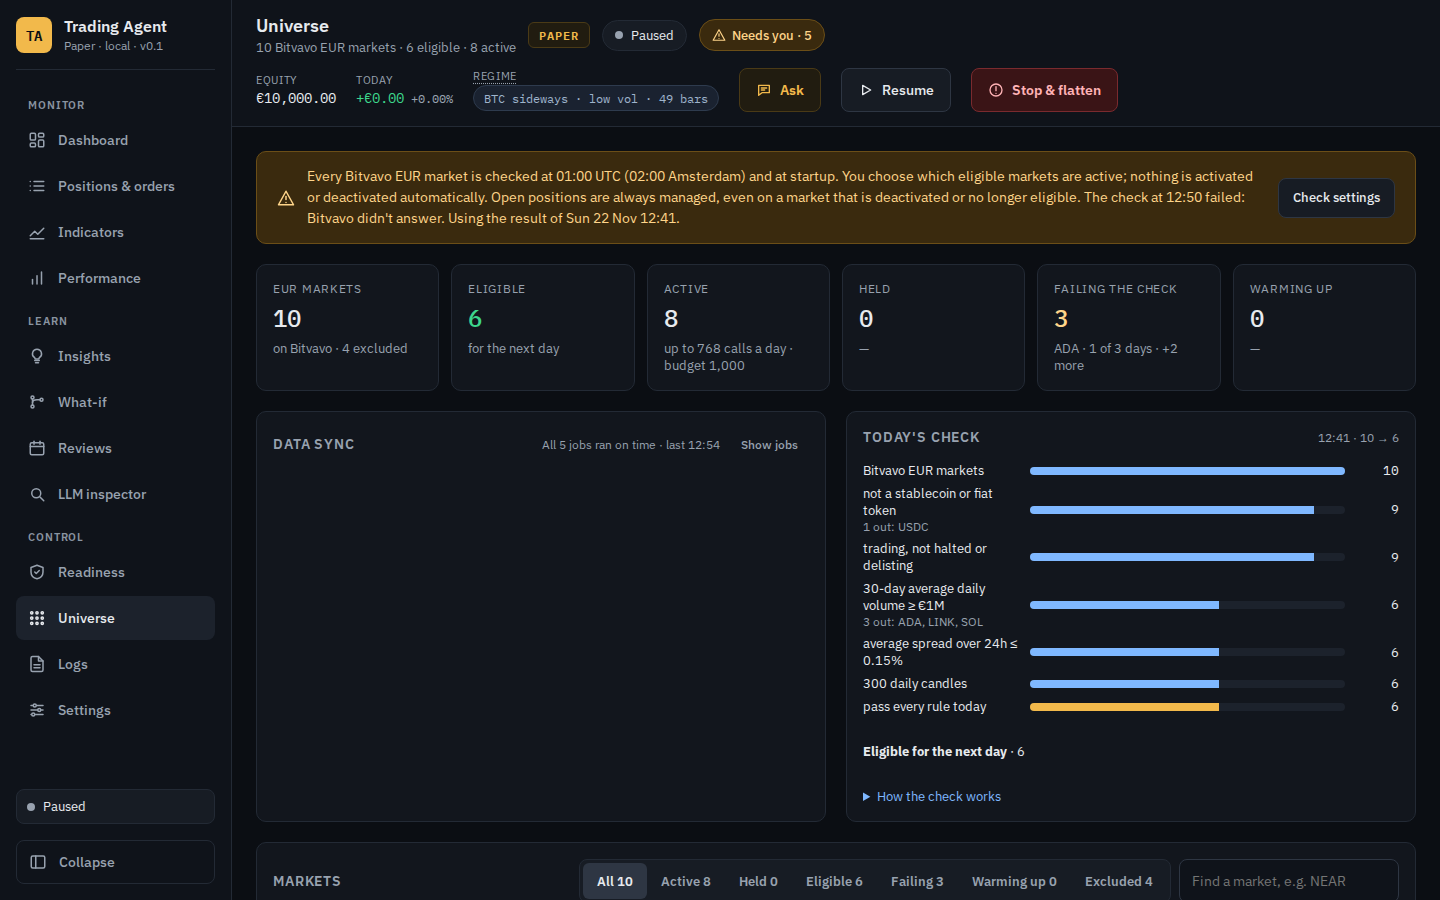 TA
Trading Agent
Paper · local · v0.1
MONITOR
Dashboard
Positions & orders
Indicators
Performance
LEARN
Insights
What-if
Reviews
LLM inspector
CONTROL
Readiness
Universe
Logs
Settings
Paused
Collapse
Universe
10 Bitvavo EUR markets · 6 eligible · 8 active
PAPER
Paused
Needs you · 5
EQUITY
€10,000.00
TODAY
+€0.00 +0.00%
REGIME
BTC sideways · low vol · 49 bars
Ask
Resume
Stop & flatten
Every Bitvavo EUR market is checked at 01:00 UTC (02:00 Amsterdam) and at startup. You choose which eligible markets are active; nothing is activated
or deactivated automatically. Open positions are always managed, even on a market that is deactivated or no longer eligible. The check at 12:50 failed:
Bitvavo didn't answer. Using the result of Sun 22 Nov 12:41.
Check settings
EUR MARKETS
10
on Bitvavo · 4 excluded
ELIGIBLE
6
for the next day
ACTIVE
8
up to 768 calls a day ·
budget 1,000
HELD
0
—
FAILING THE CHECK
3
ADA · 1 of 3 days · +2
more
WARMING UP
0
—
DATA SYNC
All 5 jobs ran on time · last 12:54
Show jobs
TODAY'S CHECK
12:41 · 10 → 6
Bitvavo EUR markets
10
not a stablecoin or fiat
token
1 out: USDC
9
trading, not halted or
delisting
9
30-day average daily
volume ≥ €1M
3 out: ADA, LINK, SOL
6
average spread over 24h ≤
0.15%
6
300 daily candles
6
pass every rule today
6
Eligible for the next day · 6
▶ How the check works
MARKETS
All 10
Active 8
Held 0
Eligible 6
Failing 3
Warming up 0
Excluded 4
Find a market, e.g. NEAR